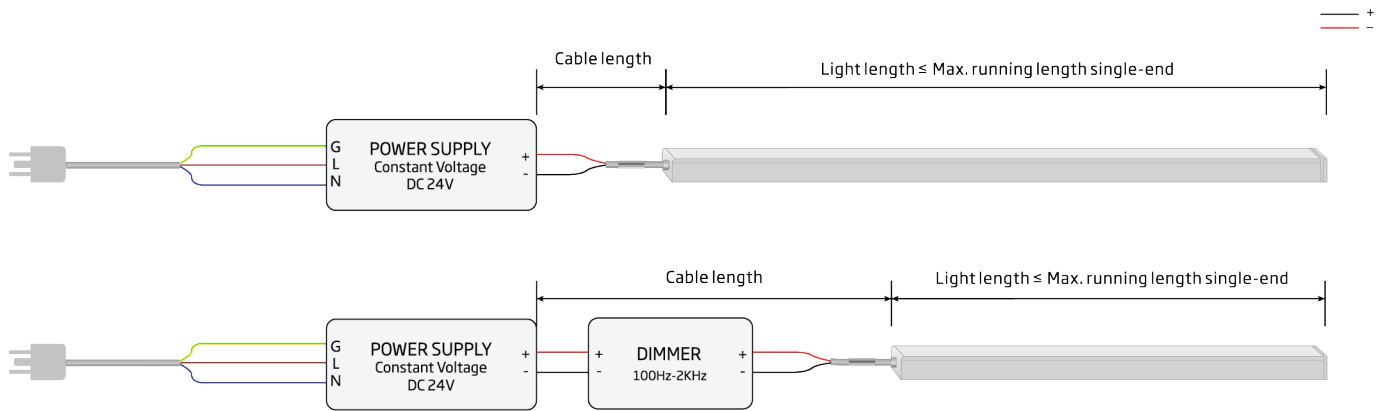 +
−
Cable length
Light length ≤ Max. running length single-end
G
L
N
POWER SUPPLY
Constant Voltage
DC 24V
+
-
Cable length
Light length ≤ Max. running length single-end
G
L
N
POWER SUPPLY
Constant Voltage
DC 24V
+
-
+
-
DIMMER
100Hz-2KHz
+
-